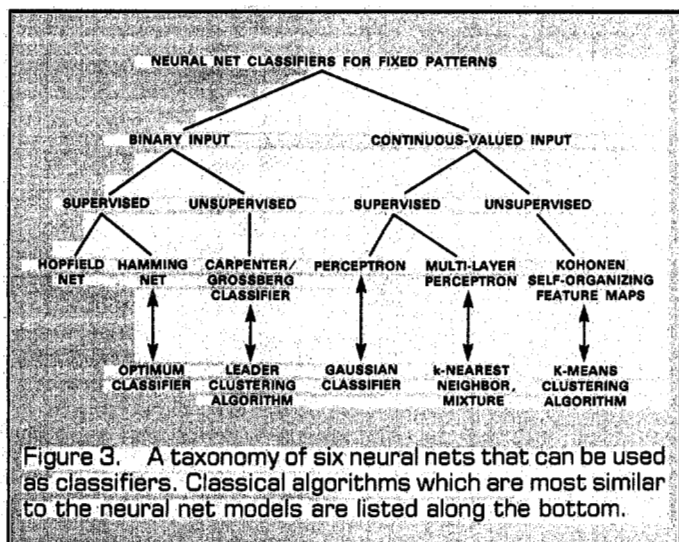 NEURAL NET CLASSIFIERS FOR FIXED PATTERNS
BINARY INPUT
CONTINUOUS-VALUED INPUT
SUPERVISED
UNSUPERVISED
SUPERVISED
UNSUPERVISED
HOPFIELD
NET
HAMMING
NET
CARPENTER/
GROSSBERG
CLASSIFIER
PERCEPTRON
MULTI-LAYER
PERCEPTRON
KOHONEN
SELF-ORGANIZING
FEATURE MAPS
OPTIMUM
CLASSIFIER
LEADER
CLUSTERING
ALGORITHM
GAUSSIAN
CLASSIFIER
k-NEAREST
NEIGHBOR,
MIXTURE
K-MEANS
CLUSTERING
ALGORITHM
Figure 3. A taxonomy of six neural nets that can be used
as classifiers. Classical algorithms which are most similar
to the neural net models are listed along the bottom.